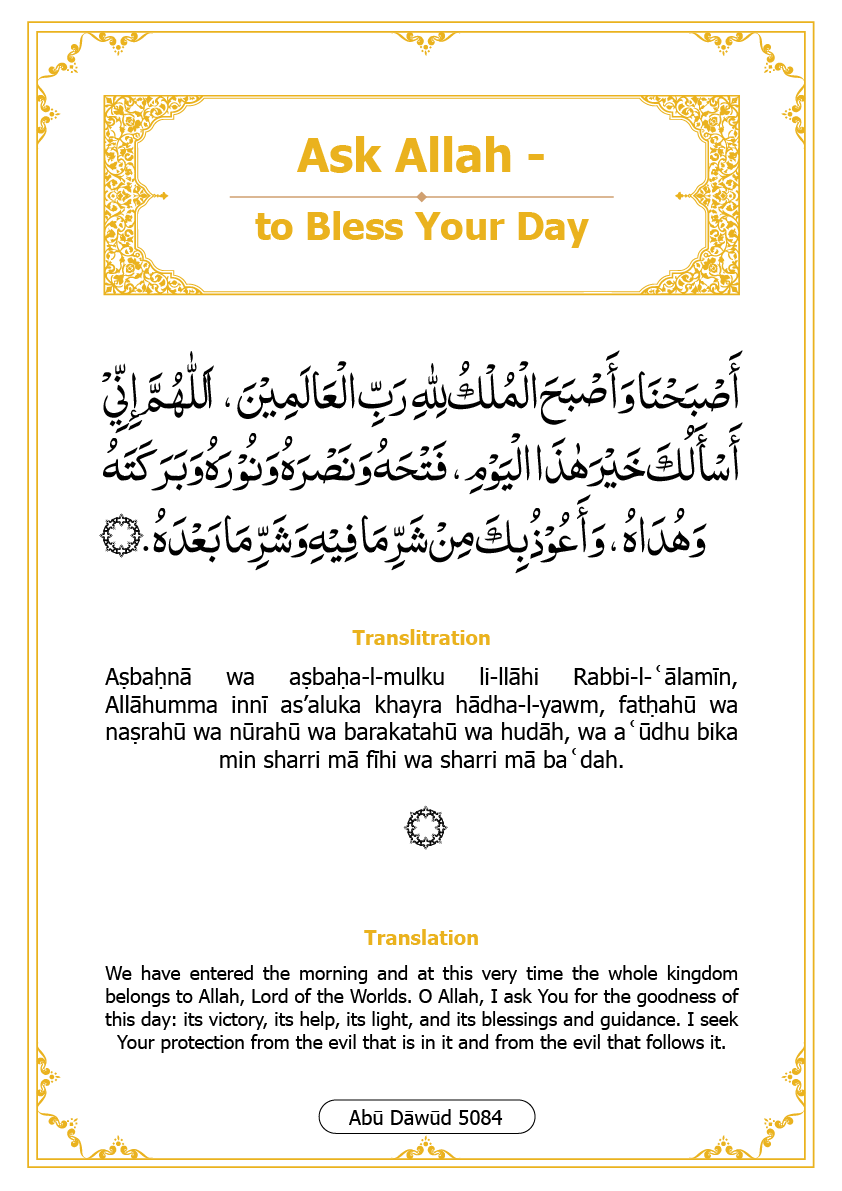 Ask Allah -
to Bless Your Day
أَصْبَحْنَا وَأَصْبَحَ الْمُلْكُ لِلّٰهِ رَبِّ الْعَالَمِيْنَ ، اَللّٰهُمَّ إِنِّيْ
أَسْأَلُكَ خَيْرَ هٰذَا الْيَوْمِ ، فَتْحَهُ وَنَصْرَهُ وَنُوْرَهُ وَبَرَكَتَهُ
وَهُدَاهُ ، وَأَعُوْذُ بِكَ مِنْ شَرِّ مَا فِيْهِ وَشَرِّ مَا بَعْدَهُ.
Translitration
Aṣbaḥnā wa aṣbaḥa-l-mulku li-llāhi Rabbi-l-ʿālamīn,
Allāhumma innī as’aluka khayra hādha-l-yawm, fatḥahū wa
naṣrahū wa nūrahū wa barakatahū wa hudāh, wa aʿūdhu bika
min sharri mā fīhi wa sharri mā baʿdah.
Translation
We have entered the morning and at this very time the whole kingdom
belongs to Allah, Lord of the Worlds. O Allah, I ask You for the goodness of
this day: its victory, its help, its light, and its blessings and guidance. I seek
Your protection from the evil that is in it and from the evil that follows it.
Abū Dāwūd 5084